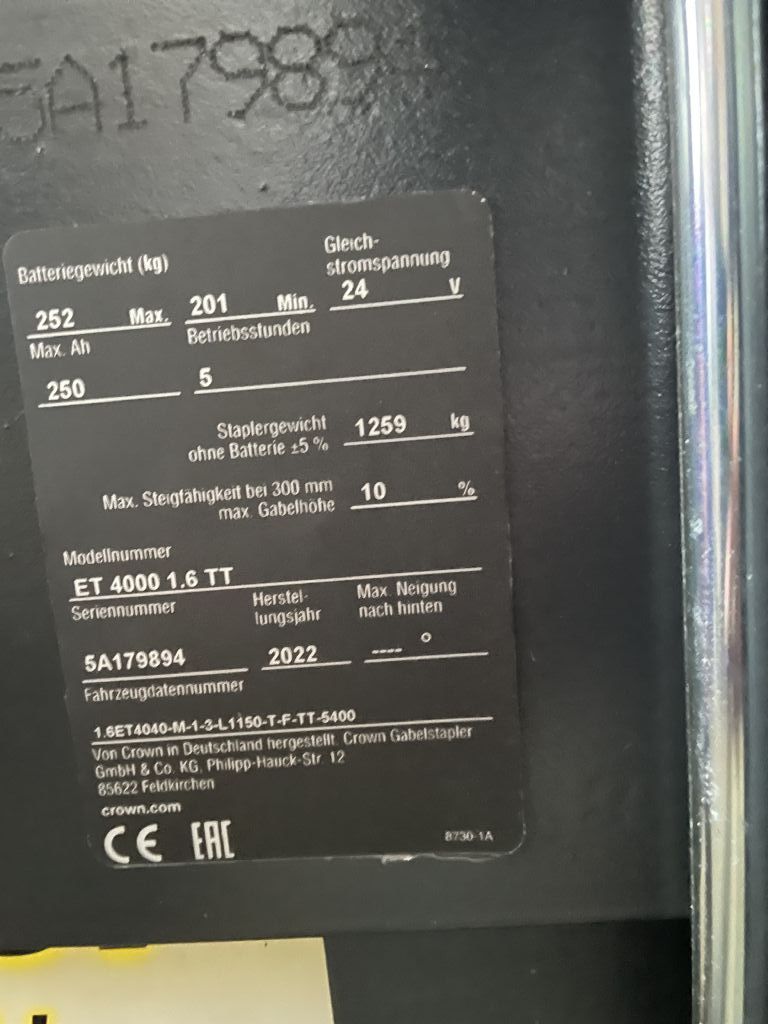 5A17989
Batteriegewicht (kg)
Gleich-
stromspannung
252 Max. 201 Min. 24 V
Max. Ah Betriebsstunden
250 5
Staplergewicht
ohne Batterie ±5 % 1259 kg
Max. Steigfähigkeit bei 300 mm
max. Gabelhöhe 10 %
Modellnummer
ET 4000 1.6 TT
Seriennummer
Herstel-
lungsjahr
Max. Neigung
nach hinten
5A179894 2022 ---- °
Fahrzeugdatennummer
1.6ET4040-M-1-3-L1150-T-F-TT-5400
Von Crown in Deutschland hergestellt. Crown Gabelstapler
GmbH & Co. KG, Philipp-Hauck-Str. 12
85622 Feldkirchen
crown.com
CE EAC
8730-1A